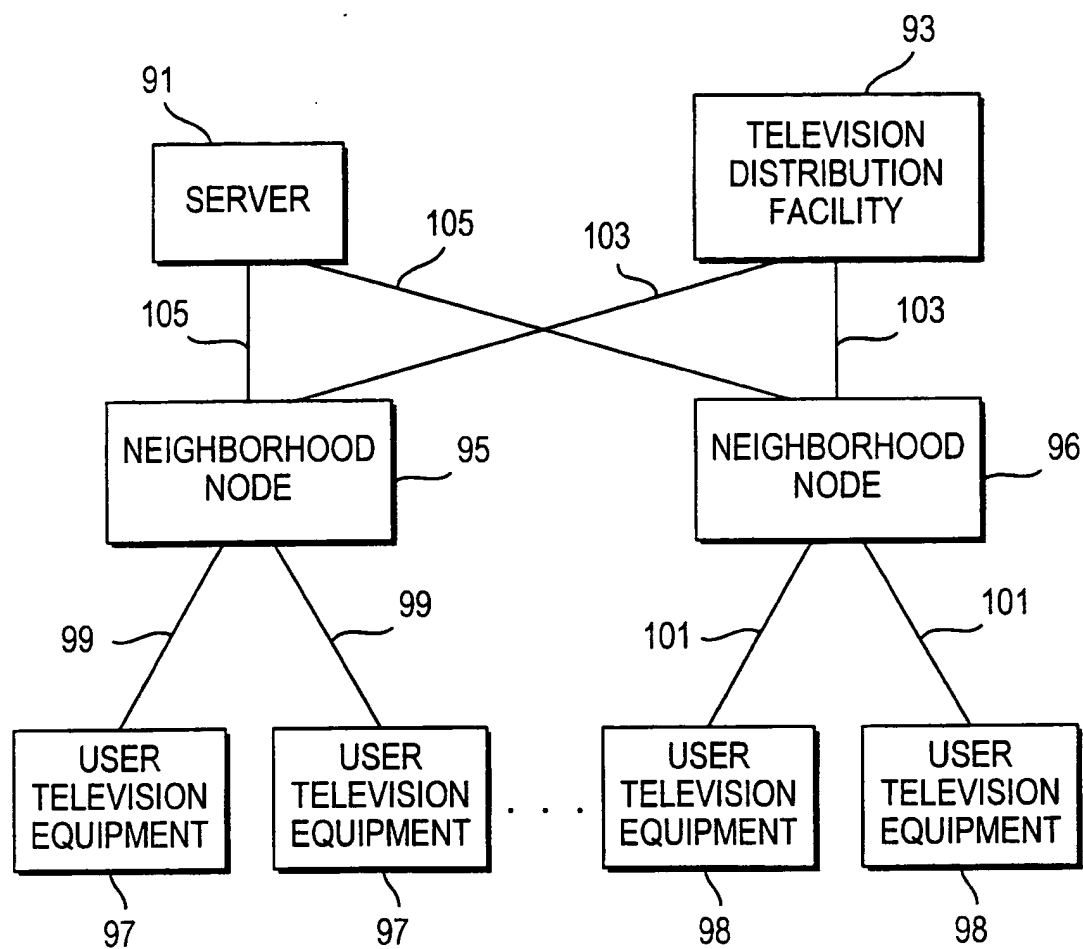 93
91
TELEVISION
DISTRIBUTION
FACILITY
SERVER
105
103
105
103
NEIGHBORHOOD
NODE
95
NEIGHBORHOOD
NODE
96
99
99
101
101
USER
TELEVISION
EQUIPMENT
USER
TELEVISION
EQUIPMENT
. . .
USER
TELEVISION
EQUIPMENT
USER
TELEVISION
EQUIPMENT
97
97
98
98